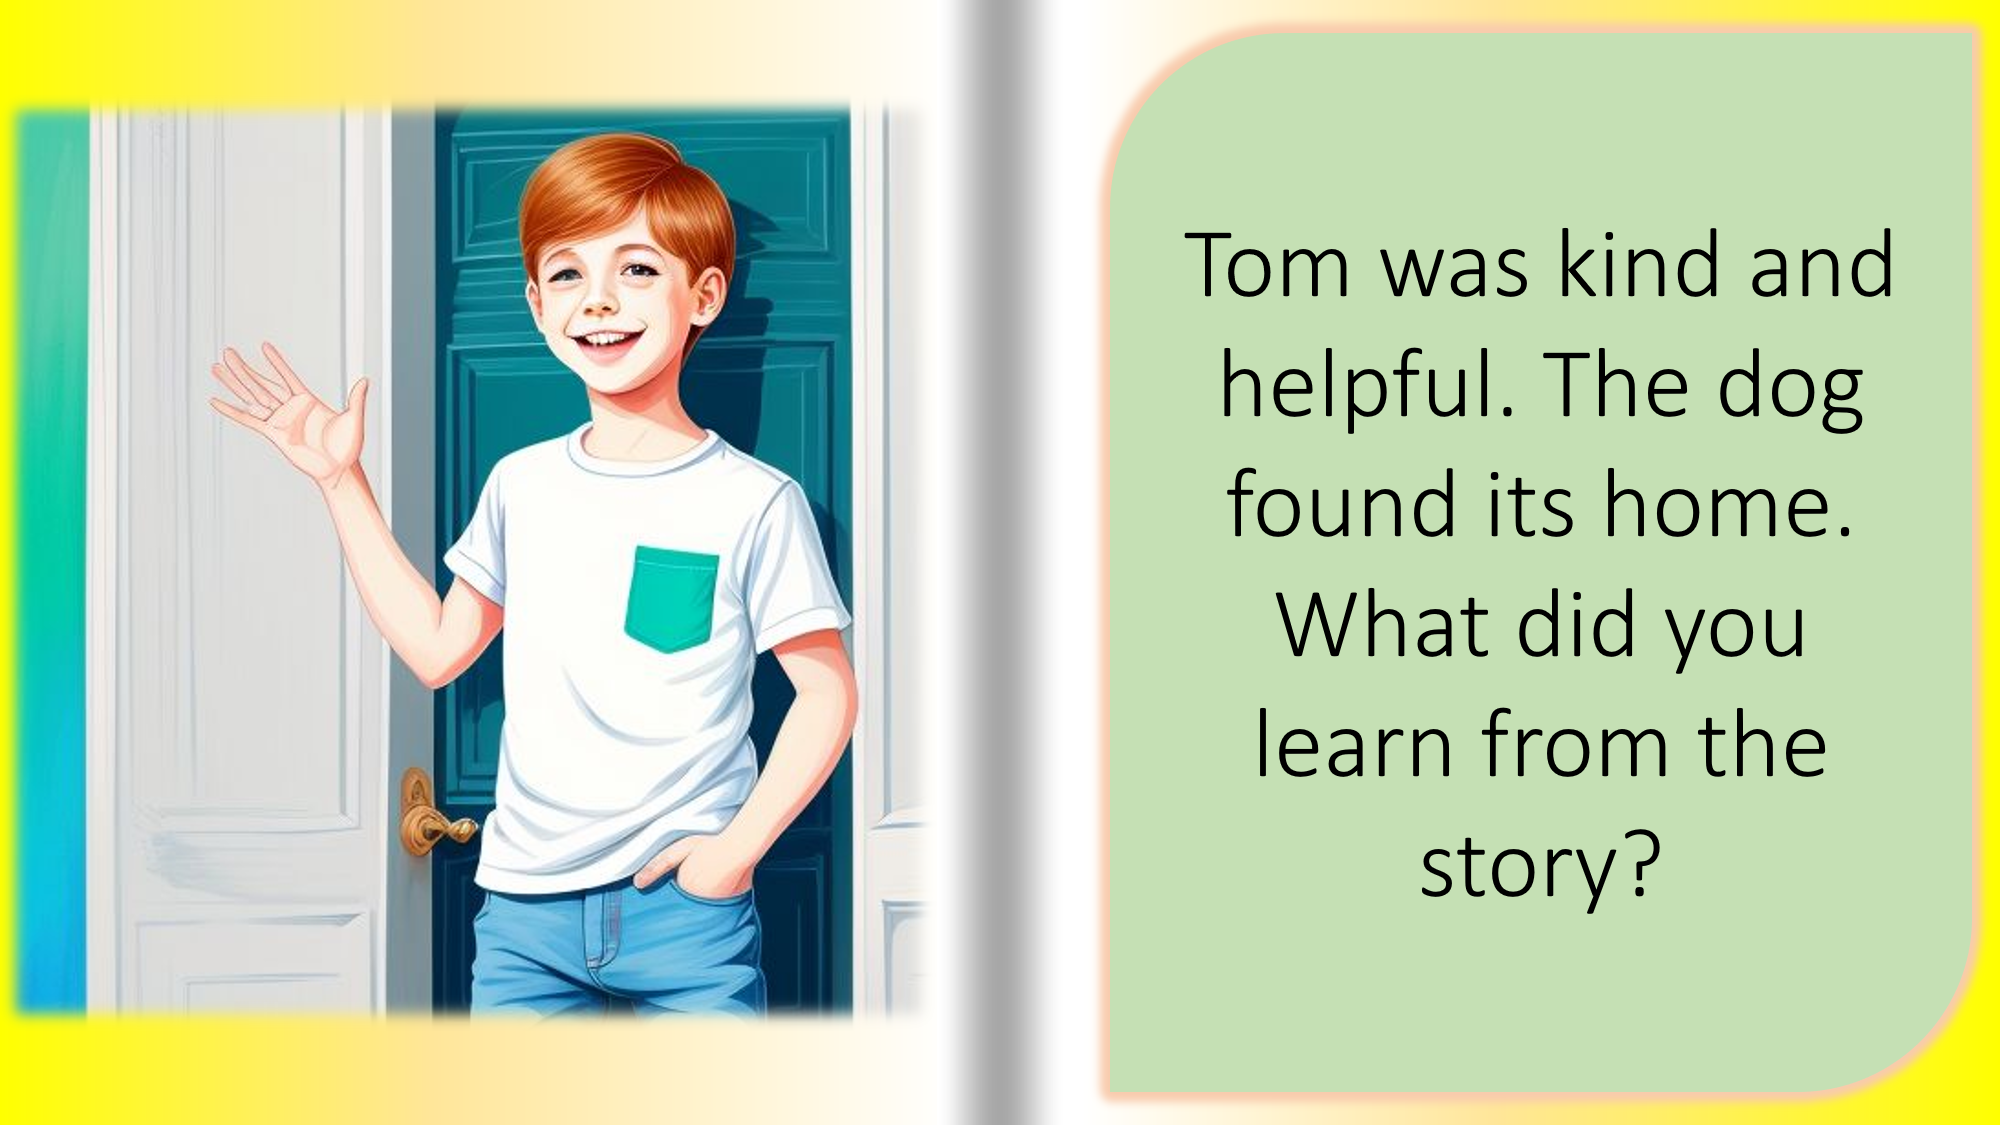 Tom was kind and
helpful. The dog
found its home.
What did you
learn from the
story?